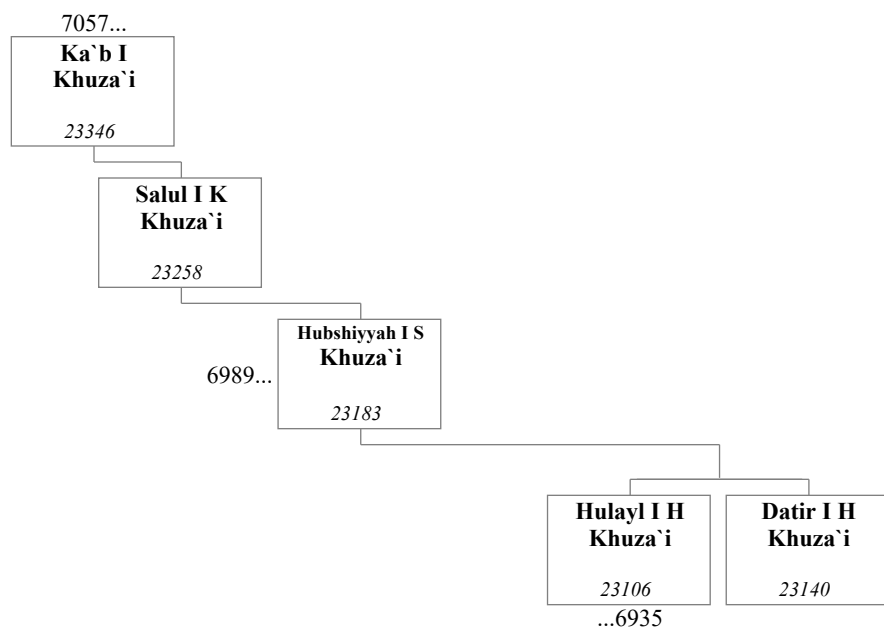 7057...
Ka`b I
Khuza`i
23346
Salul I K
Khuza`i
23258
Hubshiyyah I S
Khuza`i
6989...
23183
Hulayl I H
Khuza`i
23106
...6935
Datir I H
Khuza`i
23140